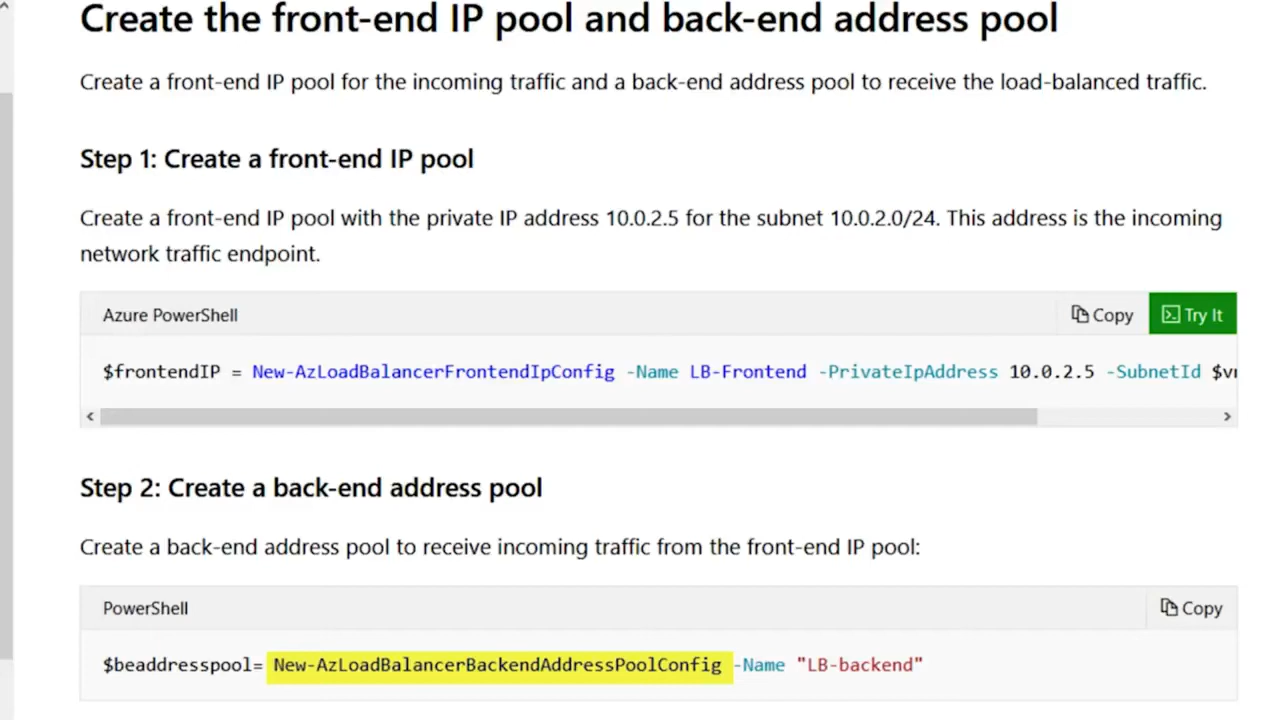 Create the front-end IP pool and back-end address pool
Create a front-end IP pool for the incoming traffic and a back-end address pool to receive the load-balanced traffic.
Step 1: Create a front-end IP pool
Create a front-end IP pool with the private IP address 10.0.2.5 for the subnet 10.0.2.0/24. This address is the incoming
network traffic endpoint.
Azure PowerShell Copy Try It
$frontendIP = New-AzLoadBalancerFrontendIpConfig -Name LB-Frontend -PrivateIpAddress 10.0.2.5 -SubnetId
Step 2: Create a back-end address pool
Create a back-end address pool to receive incoming traffic from the front-end IP pool:
PowerShell Copy
$beaddresspool= New-AzLoadBalancerBackendAddressPoolConfig -Name "LB-backend"